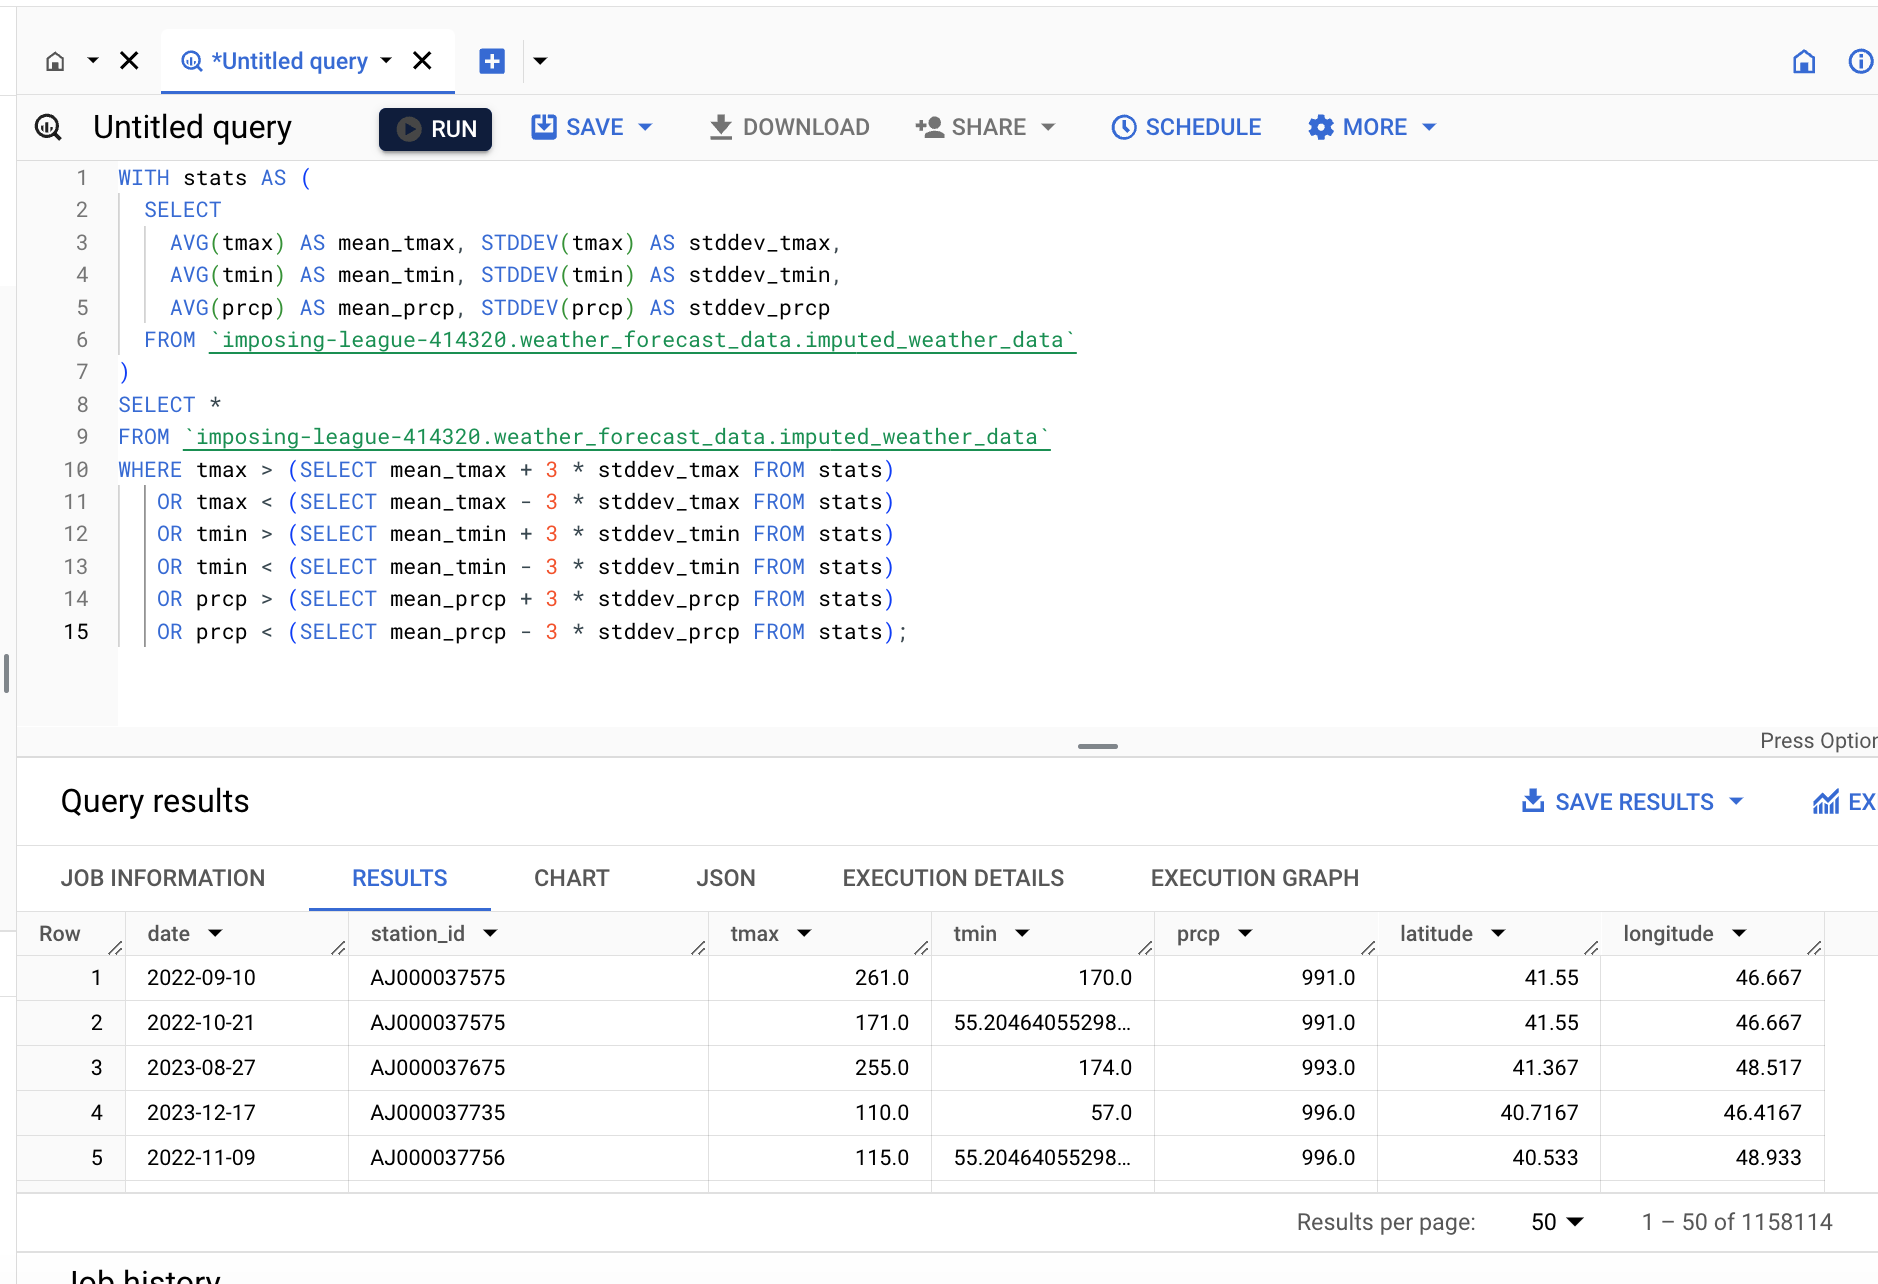 *Untitled query
Untitled query RUN SAVE DOWNLOAD SHARE SCHEDULE MORE
1 WITH stats AS (
2 SELECT
3 AVG(tmax) AS mean_tmax, STDDEV(tmax) AS stddev_tmax,
4 AVG(tmin) AS mean_tmin, STDDEV(tmin) AS stddev_tmin,
5 AVG(prcp) AS mean_prcp, STDDEV(prcp) AS stddev_prcp
6 FROM `imposing-league-414320.weather_forecast_data.imputed_weather_data`
7 )
8 SELECT *
9 FROM `imposing-league-414320.weather_forecast_data.imputed_weather_data`
10 WHERE tmax > (SELECT mean_tmax + 3 * stddev_tmax FROM stats)
11 OR tmax < (SELECT mean_tmax - 3 * stddev_tmax FROM stats)
12 OR tmin > (SELECT mean_tmin + 3 * stddev_tmin FROM stats)
13 OR tmin < (SELECT mean_tmin - 3 * stddev_tmin FROM stats)
14 OR prcp > (SELECT mean_prcp + 3 * stddev_prcp FROM stats)
15 OR prcp < (SELECT mean_prcp - 3 * stddev_prcp FROM stats);
Press Option
Query results SAVE RESULTS EX
JOB INFORMATION RESULTS CHART JSON EXECUTION DETAILS EXECUTION GRAPH
Row date station_id tmax tmin prcp latitude longitude
1 2022-09-10 AJ000037575 261.0 170.0 991.0 41.55 46.667
2 2022-10-21 AJ000037575 171.0 55.20464055298... 991.0 41.55 46.667
3 2023-08-27 AJ000037675 255.0 174.0 993.0 41.367 48.517
4 2023-12-17 AJ000037735 110.0 57.0 996.0 40.7167 46.4167
5 2022-11-09 AJ000037756 115.0 55.20464055298... 996.0 40.533 48.933
Results per page: 50 1 – 50 of 1158114
Job history